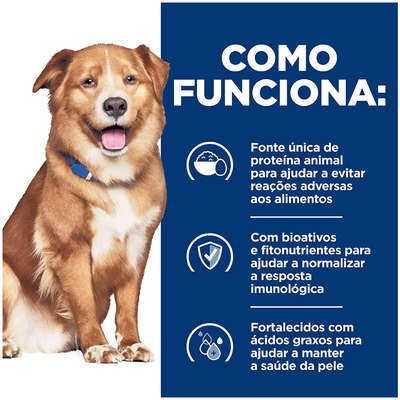 COMO
FUNCIONA:
Fonte única de
proteína animal
para ajudar a evitar
reações adversas
aos alimentos
Com bioativos
e fitonutrientes para
ajudar a normalizar
a resposta
imunológica
Fortalecidos com
ácidos graxos para
ajudar a manter
a saúde da pele